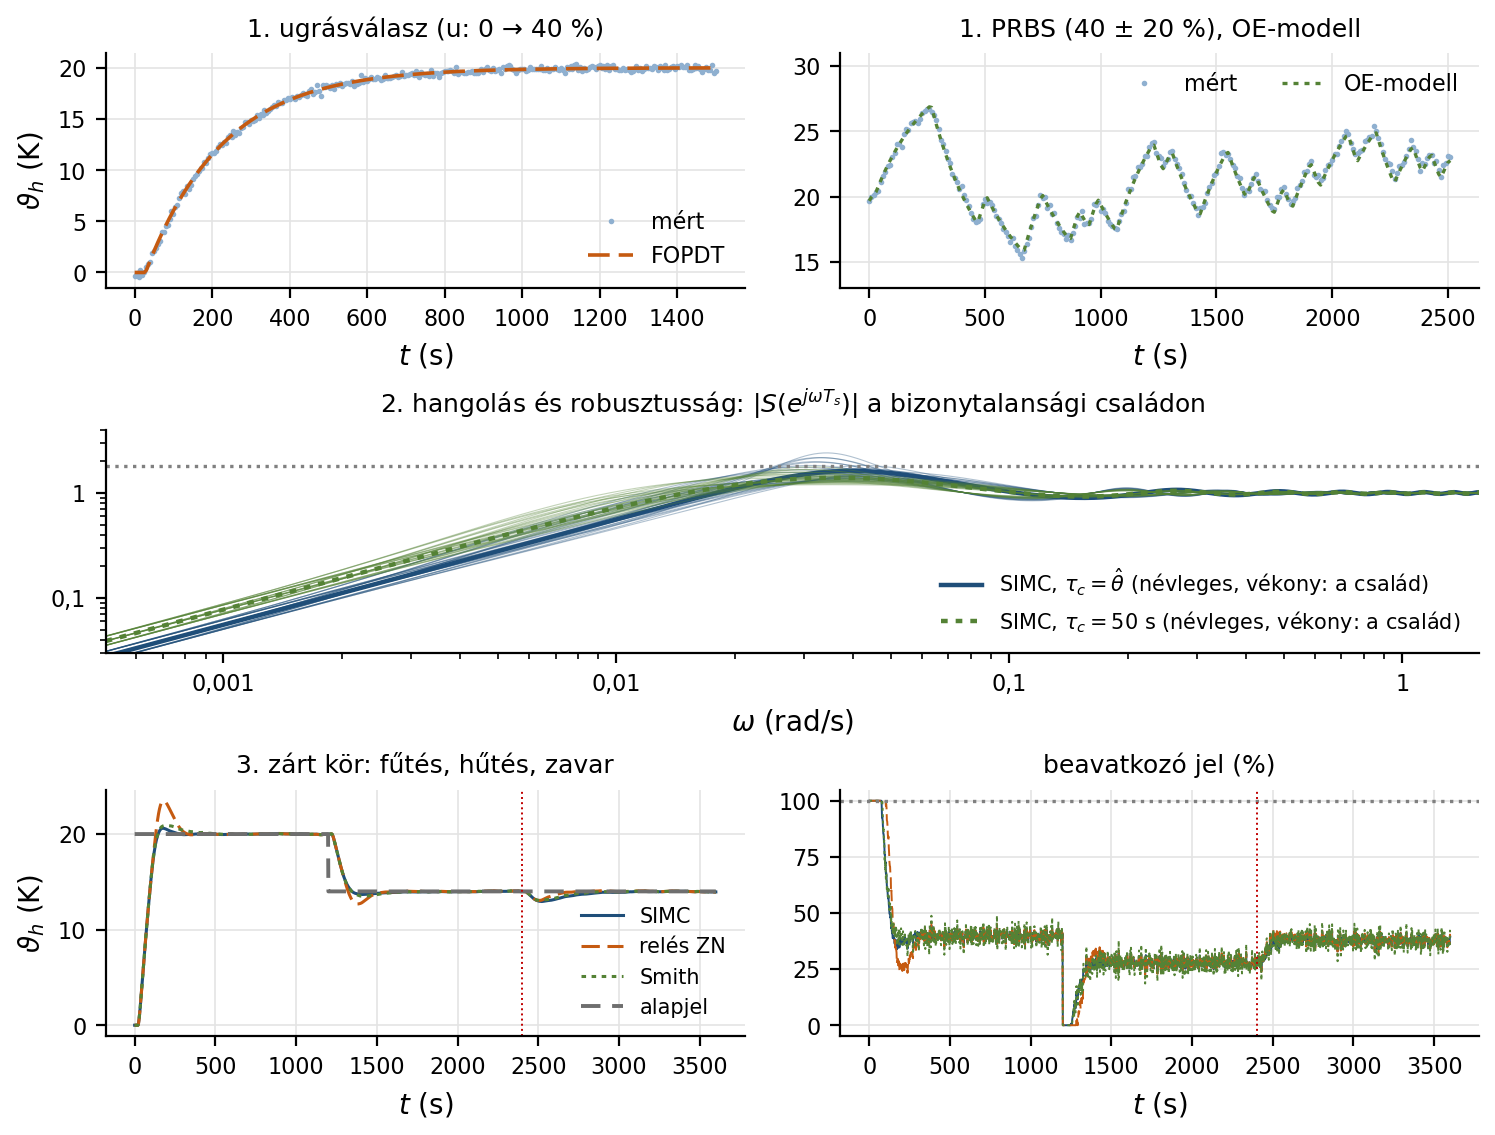 1. ugrásválasz (u: 0 → 40 %)
20
15
10
5
0
ϑh (K)
mért
FOPDT
0 200 400 600 800 1000 1200 1400
t (s)
1. PRBS (40 ± 20 %), OE-modell
30
25
20
15
mért OE-modell
0 500 1000 1500 2000 2500
t (s)
2. hangolás és robusztusság: |S(e^{jωT_s})| a bizonytalansági családon
1
0,1
SIMC, τc = θ̂ (névleges, vékony: a család)
SIMC, τc = 50 s (névleges, vékony: a család)
0,001 0,01 0,1 1
ω (rad/s)
3. zárt kör: fűtés, hűtés, zavar
20
10
0
ϑh (K)
SIMC
relés ZN
Smith
alapjel
0 500 1000 1500 2000 2500 3000 3500
t (s)
beavatkozó jel (%)
100
75
50
25
0
0 500 1000 1500 2000 2500 3000 3500
t (s)